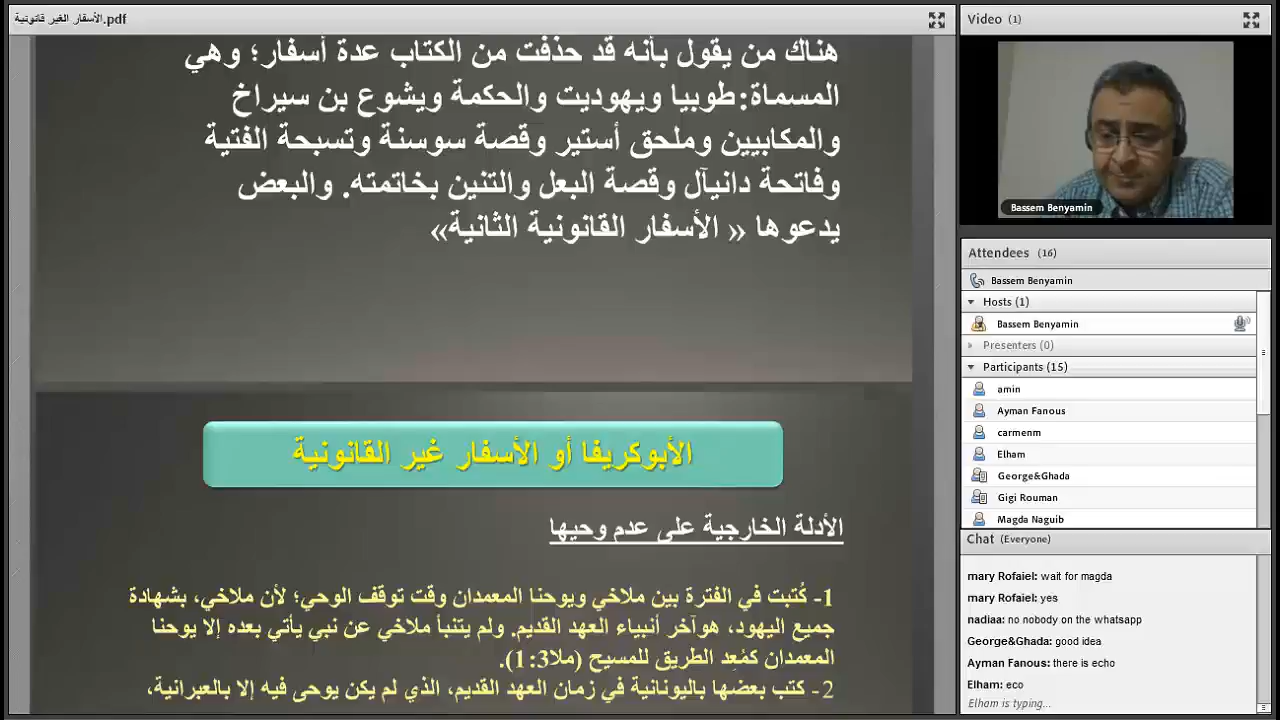 الأسفار الغير قانونية.pdf
هناك من يقول بأنه قد حذفت من الكتاب عدة أسفار؛ وهي
المسماة:طوبيا ويهوديت والحكمة ويشوع بن سيراخ
والمكابيين وملحق أستير وقصة سوسنة وتسبحة الفتية
وفاتحة دانيآل وقصة البعل والتنين بخاتمته. والبعض
يدعوها « الأسفار القانونية الثانية»
الأبوكريفا أو الأسفار غير القانونية
الأدلة الخارجية على عدم وحيها
1- كُتبت في الفترة بين ملاخي ويوحنا المعمدان وقت توقف الوحي؛ لأن ملاخي، بشهادة
جميع اليهود، هوآخر أنبياء العهد القديم. ولم يتنبأ ملاخي عن نبي يأتي بعده إلا يوحنا
المعمدان كمُعِد الطريق للمسيح (ملا3:1).
2- كتب بعضها باليونانية في زمان العهد القديم، الذي لم يكن يوحى فيه إلا بالعبرانية،
Video (1)
Bassem Benyamin
Attendees (16)
Bassem Benyamin
Hosts (1)
Bassem Benyamin
Presenters (0)
Participants (15)
amin
Ayman Fanous
carmenm
Elham
George&Ghada
Gigi Rouman
Magda Naguib
Chat (Everyone)
mary Rofaiel: wait for magda
mary Rofaiel: yes
nadiaa: no nobody on the whatsapp
George&Ghada: good idea
Ayman Fanous: there is echo
Elham: eco
Elham is typing...